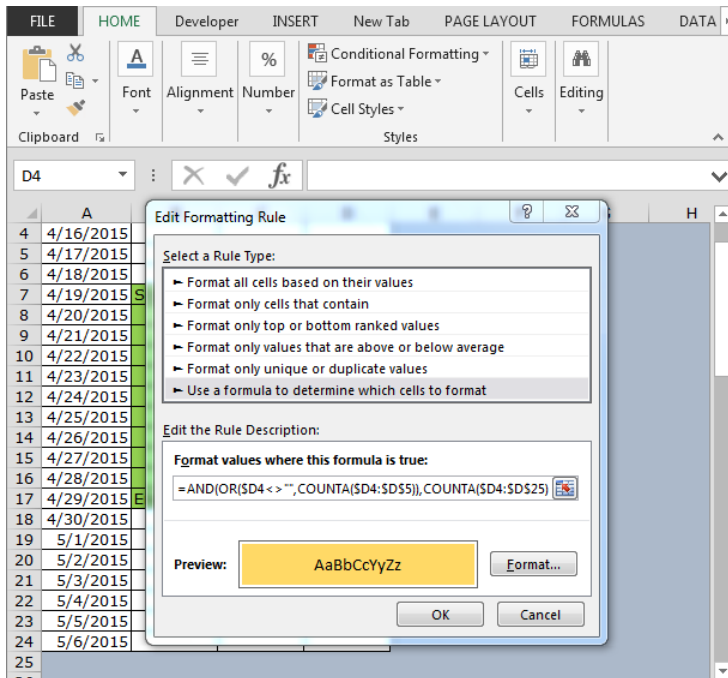 FILE HOME Developer INSERT New Tab PAGE LAYOUT FORMULAS DATA
Paste
Clipboard
A
Font
Alignment
%
Number
Conditional Formatting
Format as Table
Cell Styles
Styles
Cells
Editing
D4
fx
A H
4 4/16/2015
5 4/17/2015
6 4/18/2015
7 4/19/2015 S
8 4/20/2015
9 4/21/2015
10 4/22/2015
11 4/23/2015
12 4/24/2015
13 4/25/2015
14 4/26/2015
15 4/27/2015
16 4/28/2015
17 4/29/2015 E
18 4/30/2015
19 5/1/2015
20 5/2/2015
21 5/3/2015
22 5/4/2015
23 5/5/2015
24 5/6/2015
25
Edit Formatting Rule
?
Select a Rule Type:
► Format all cells based on their values
► Format only cells that contain
► Format only top or bottom ranked values
► Format only values that are above or below average
► Format only unique or duplicate values
► Use a formula to determine which cells to format
Edit the Rule Description:
Format values where this formula is true:
=AND(OR($D4<>"",COUNTA($D4:$D$5)),COUNTA($D4:$D$25)
Preview:
AaBbCcYyZz
Format...
OK
Cancel